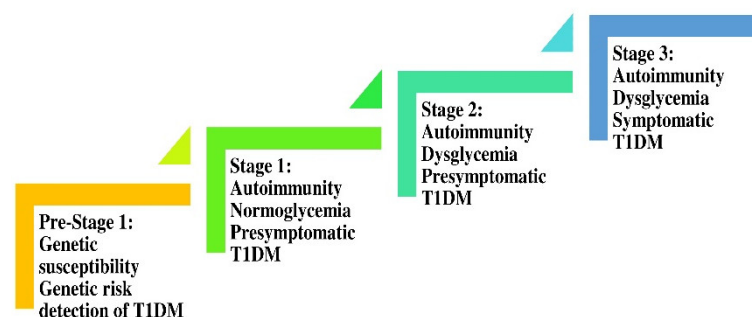 Pre-Stage 1:
Genetic
susceptibility
Genetic risk
detection of T1DM
Stage 1:
Autoimmunity
Normoglycemia
Presymptomatic
T1DM
Stage 2:
Autoimmunity
Dysglycemia
Presymptomatic
T1DM
Stage 3:
Autoimmunity
Dysglycemia
Symptomatic
T1DM